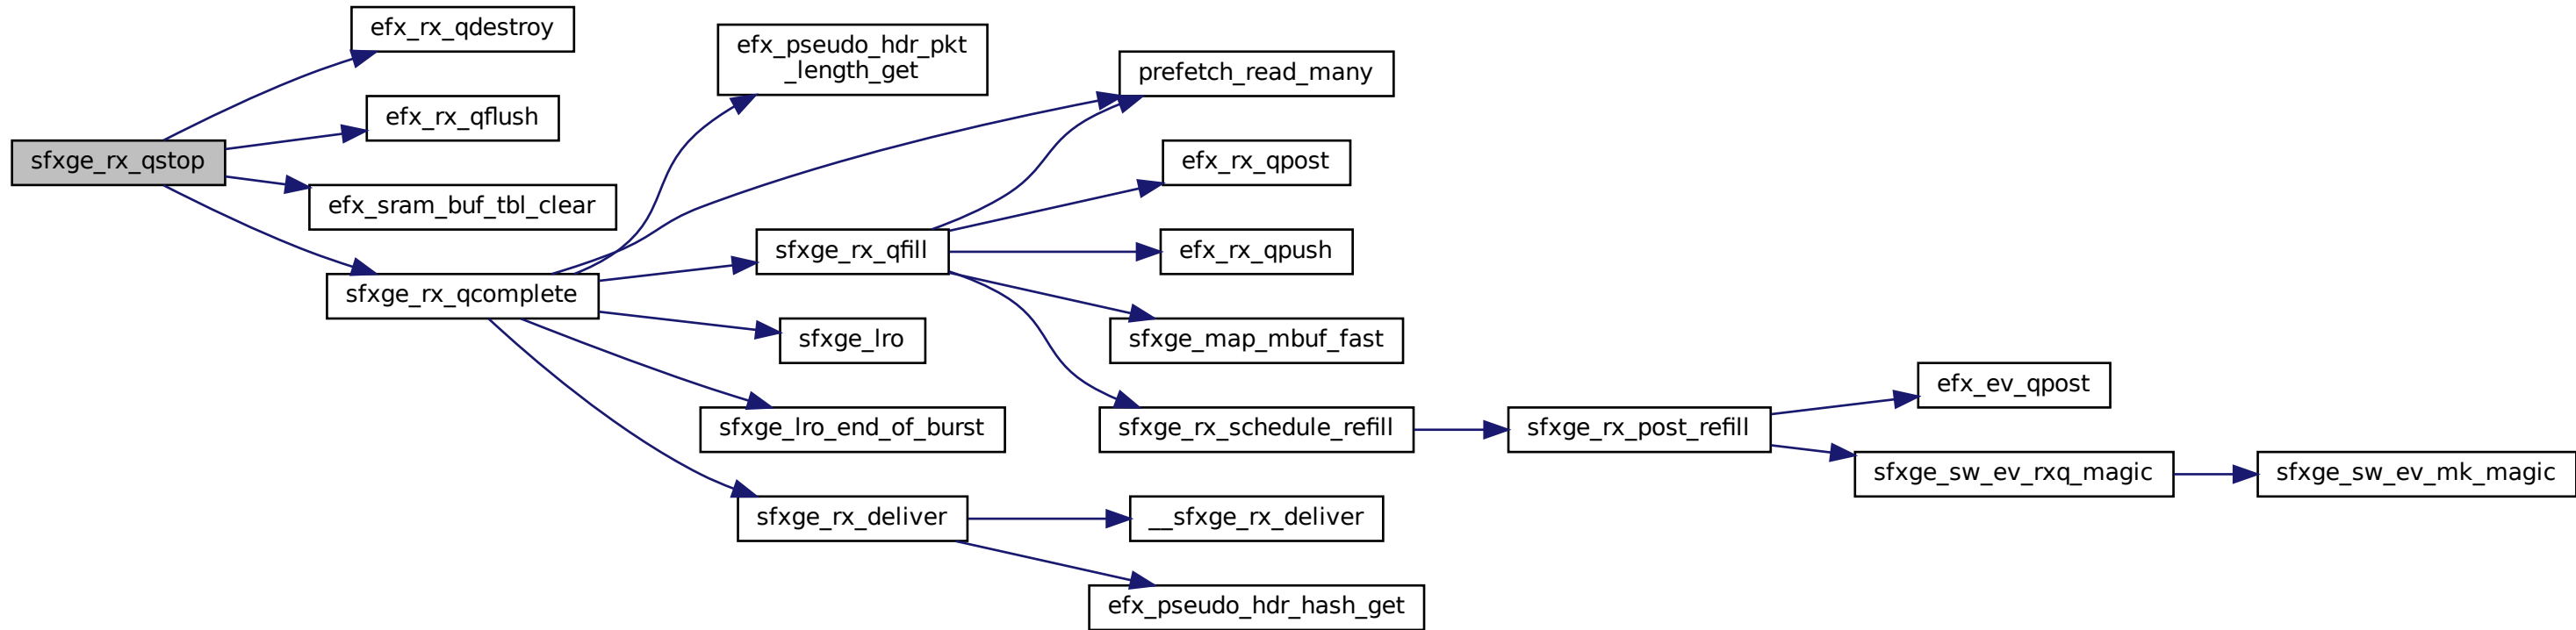 sfxge_rx_qstop
efx_rx_qdestroy
efx_rx_qflush
efx_sram_buf_tbl_clear
sfxge_rx_qcomplete
efx_pseudo_hdr_pkt
_length_get
sfxge_rx_qfill
sfxge_lro
sfxge_lro_end_of_burst
sfxge_rx_deliver
prefetch_read_many
efx_rx_qpost
efx_rx_qpush
sfxge_map_mbuf_fast
sfxge_rx_schedule_refill
__sfxge_rx_deliver
efx_pseudo_hdr_hash_get
sfxge_rx_post_refill
efx_ev_qpost
sfxge_sw_ev_rxq_magic
sfxge_sw_ev_mk_magic